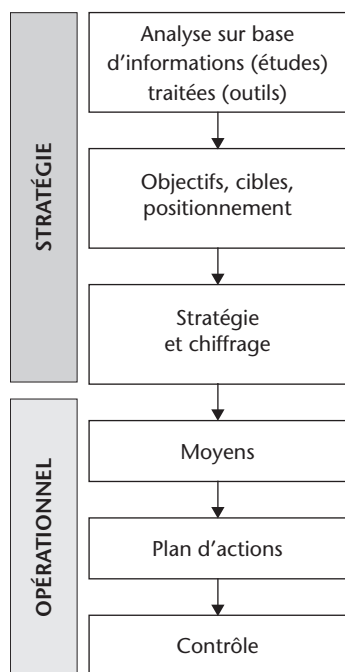 STRATÉGIE
Analyse sur base
d’informations (études)
traitées (outils)
Objectifs, cibles,
positionnement
Stratégie
et chiffrage
OPÉRATIONNEL
Moyens
Plan d’actions
Contrôle